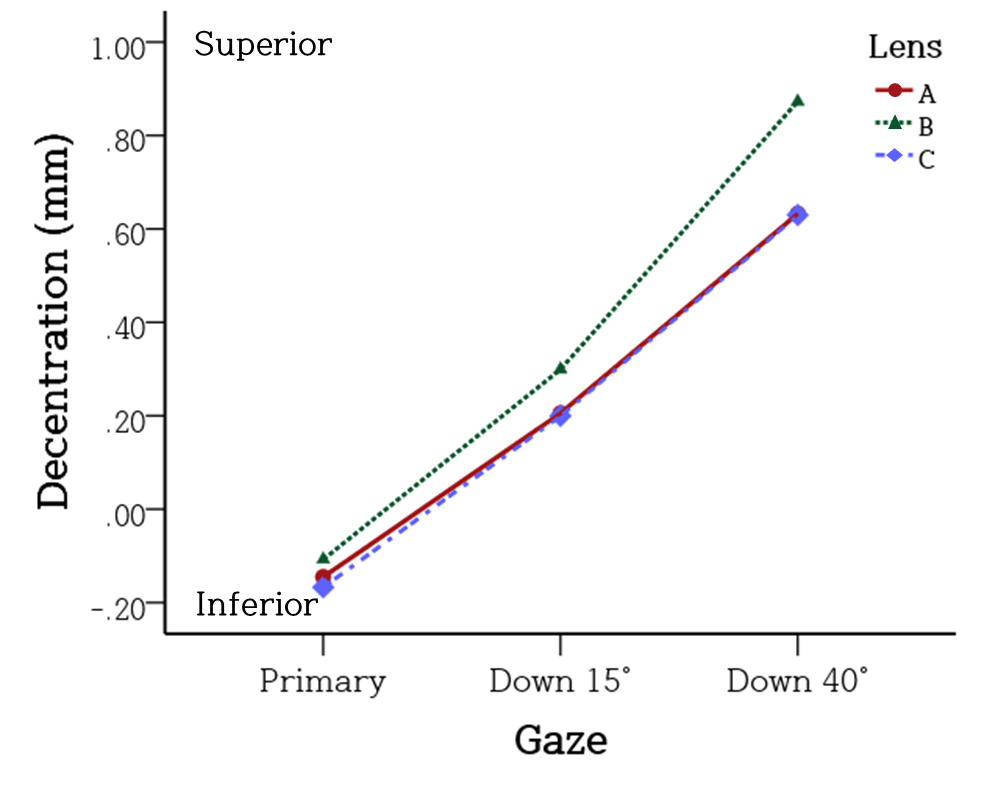 1.00
.80
.60
.40
.20
.00
-.20
Decentration (mm)
Superior
Inferior
Lens
A
B
C
Primary
Down 15°
Down 40°
Gaze